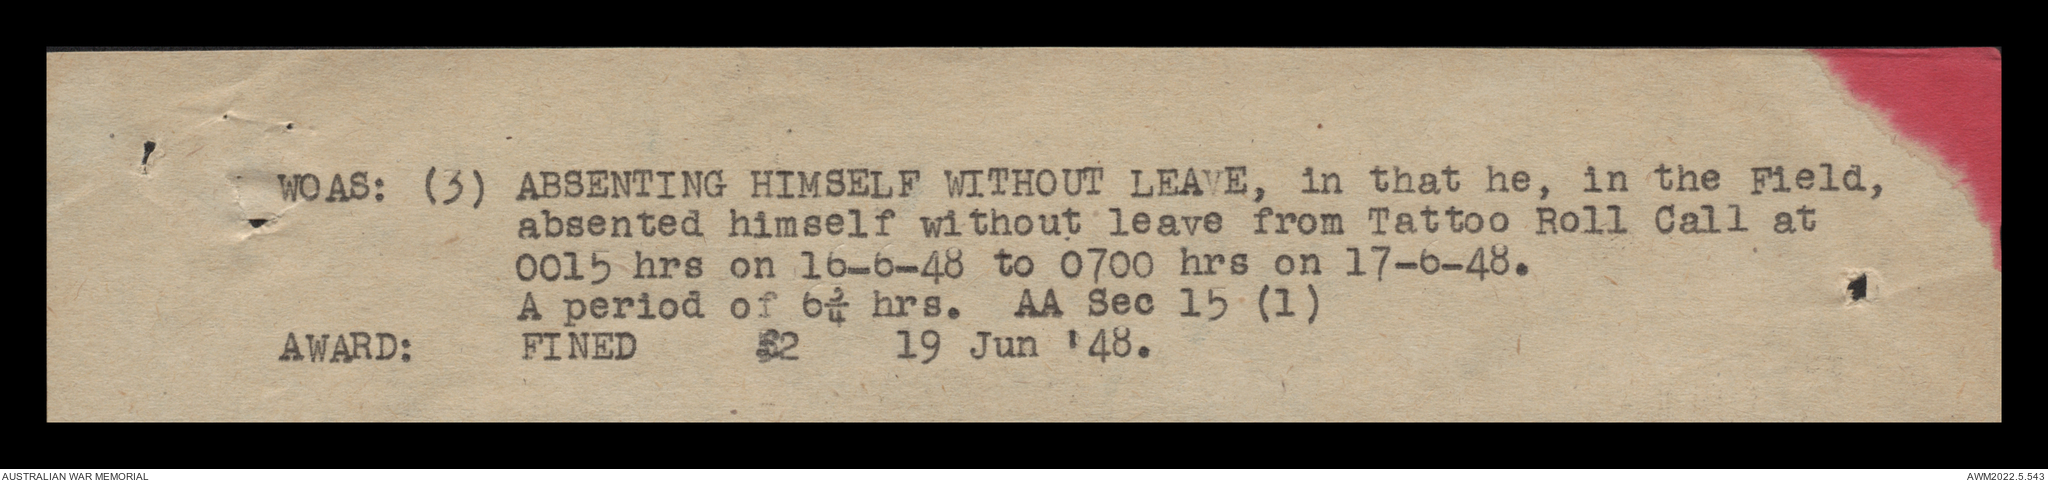 WOAS: (3) ABSENTING HIMSELF WITHOUT LEAVE, in that he, in the Field,
absented himself without leave from Tattoo Roll Call at
0015 hrs on 16-6-48 to 0700 hrs on 17-6-48.
A period of 6¾ hrs. AA Sec 15 (1)
AWARD: FINED 19 Jun '48.
AUSTRALIAN WAR MEMORIAL
AWM2022.5.543